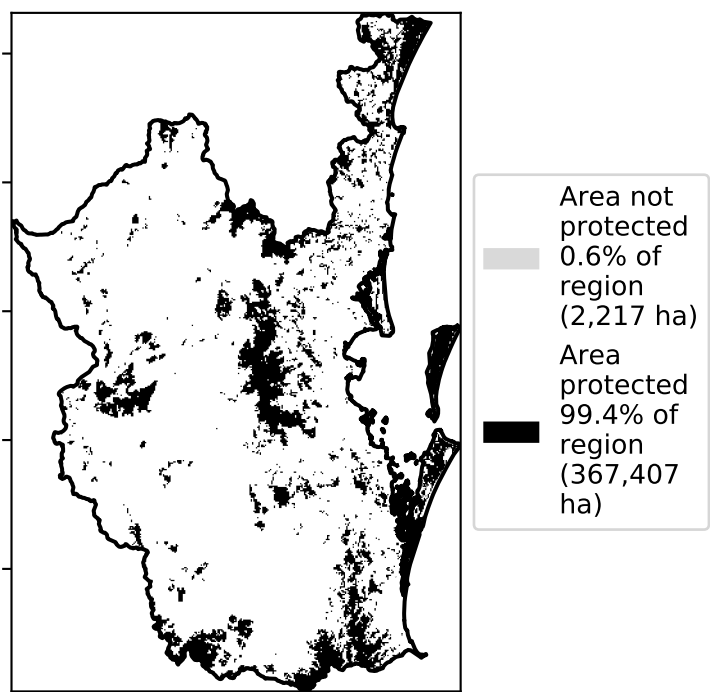 Area not
protected
0.6% of
region
(2,217 ha)
Area
protected
99.4% of
region
(367,407
ha)